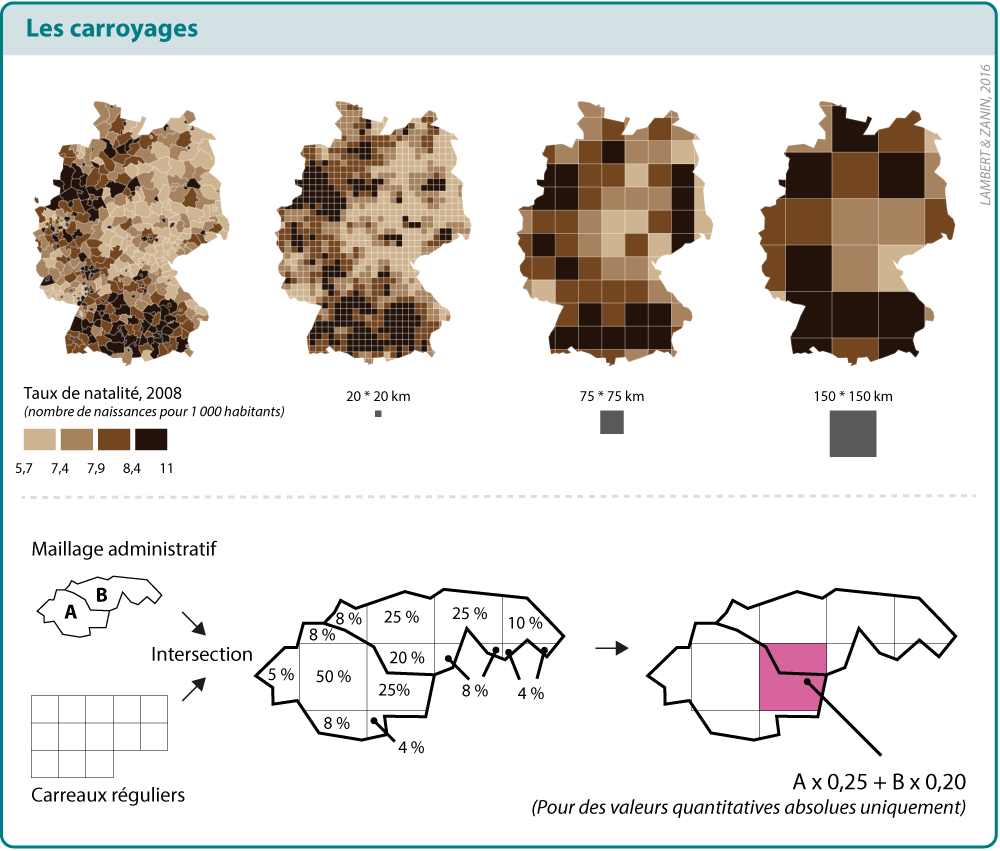 Les carroyages
LAMBERT & ZANIN, 2016
Taux de natalité, 2008
(nombre de naissances pour 1 000 habitants)
5,7 7,4 7,9 8,4 11
20 * 20 km
75 * 75 km
150 * 150 km
Maillage administratif
A
B
Intersection
Carreaux réguliers
8 %
25 %
25 %
10 %
8 %
20 %
5 %
50 %
25%
8 %
4 %
8 %
4 %
A x 0,25 + B x 0,20
(Pour des valeurs quantitatives absolues uniquement)